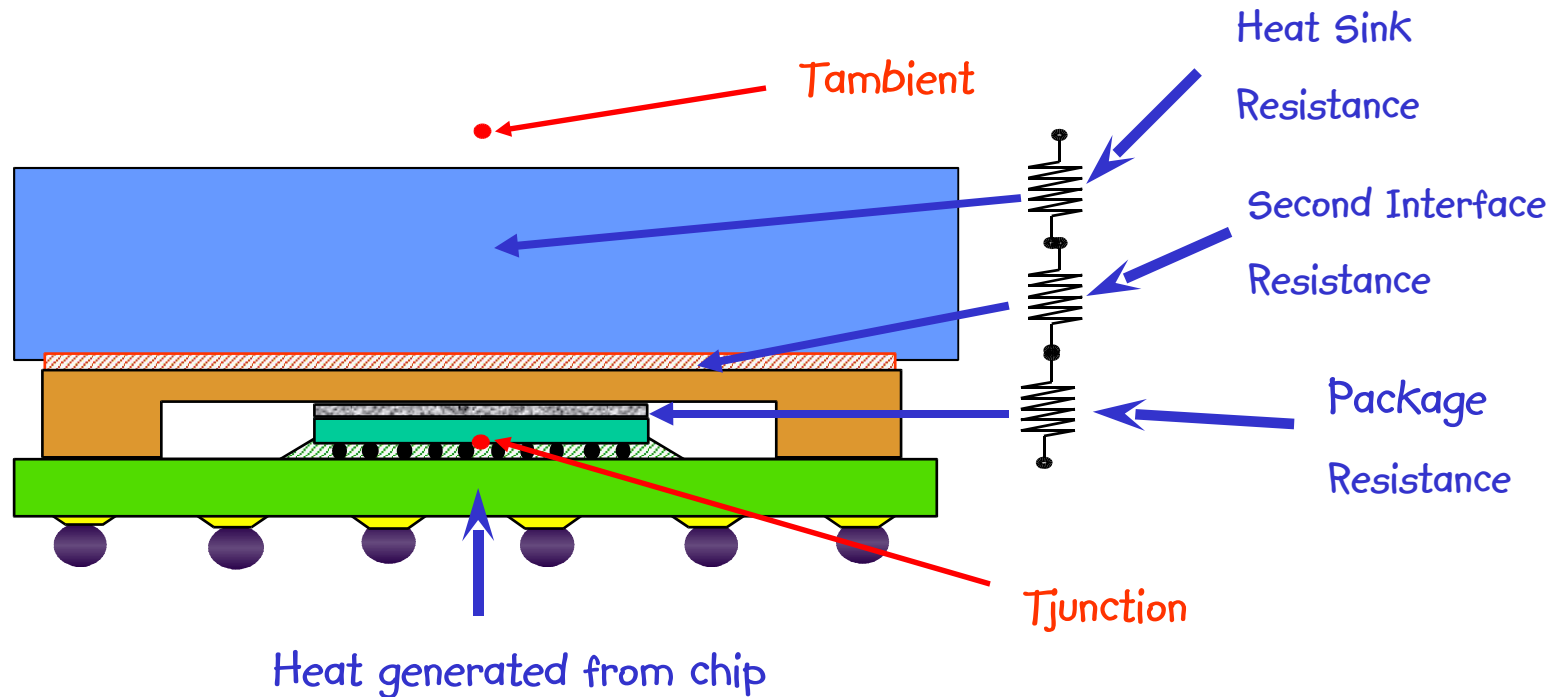 Heat Sink
Resistance
Tambient
Second Interface
Resistance
Package
Resistance
Tjunction
Heat generated from chip